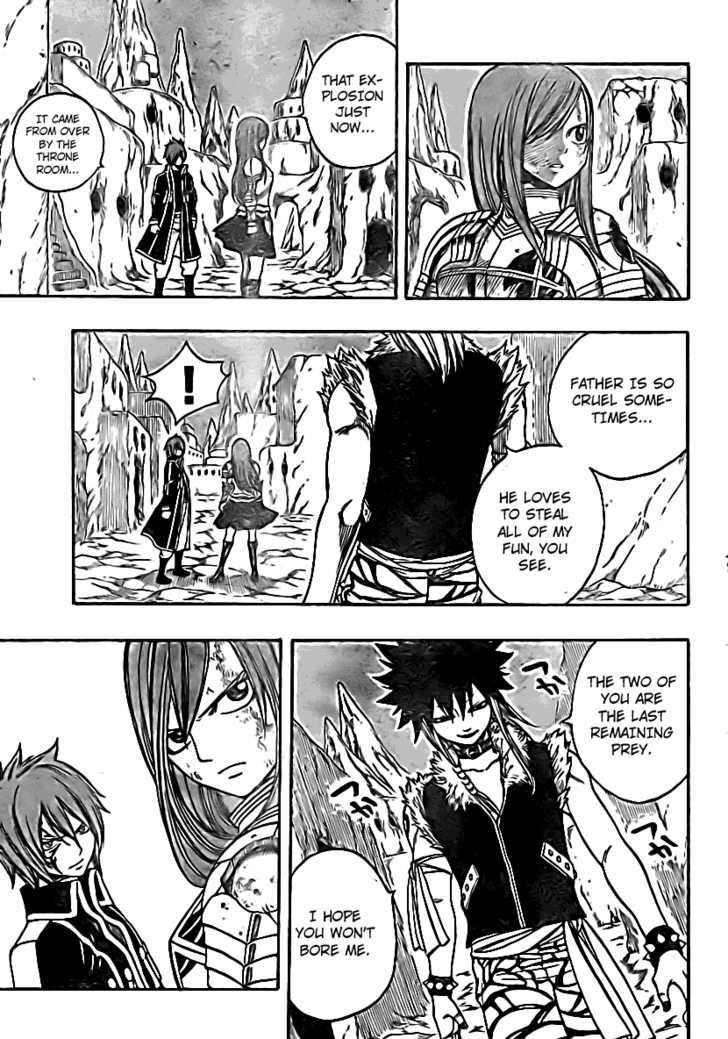 THAT EX-
PLOSION
JUST
NOW...
IT CAME
FROM OVER
BY THE
THRONE
ROOM...
!
FATHER IS SO
CRUEL SOME-
TIMES...
HE LOVES
TO STEAL
ALL OF MY
FUN, YOU
SEE.
THE TWO OF
YOU ARE
THE LAST
REMAINING
PREY.
I HOPE
YOU WON'T
BORE ME.